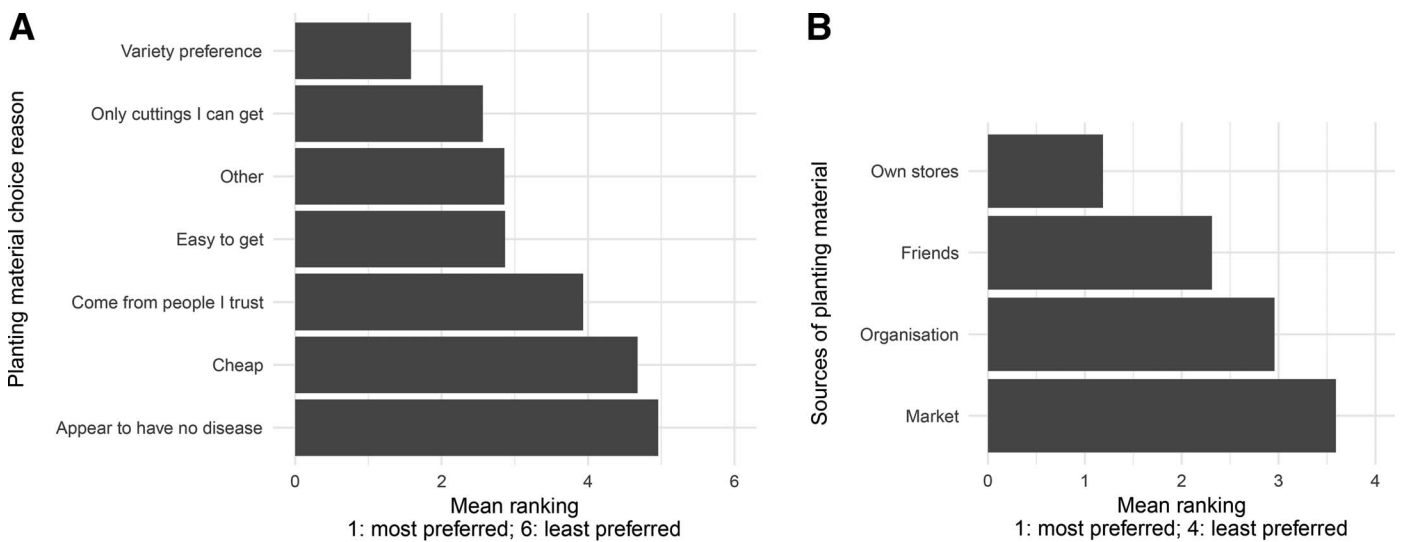 A
Planting material choice reason
Variety preference
Only cuttings I can get
Other
Easy to get
Come from people I trust
Cheap
Appear to have no disease
0 2 4 6
Mean ranking
1: most preferred; 6: least preferred
B
Sources of planting material
Own stores
Friends
Organisation
Market
0 1 2 3 4
Mean ranking
1: most preferred; 4: least preferred